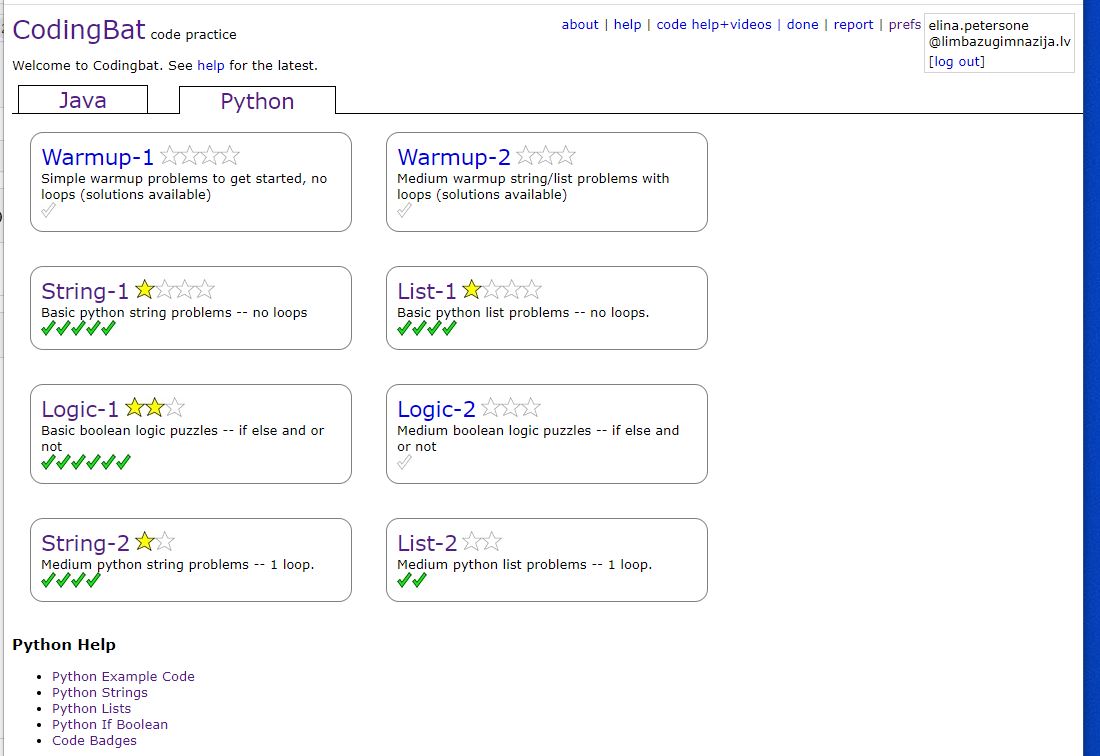 CodingBat code practice
about | help | code help+videos | done | report | prefs
elina.petersone
@limbazugimnazija.lv
[log out]
Welcome to Codingbat. See help for the latest.
Java
Python
Warmup-1
Simple warmup problems to get started, no
loops (solutions available)
Warmup-2
Medium warmup string/list problems with
loops (solutions available)
String-1
Basic python string problems -- no loops
List-1
Basic python list problems -- no loops.
Logic-1
Basic boolean logic puzzles -- if else and or
not
Logic-2
Medium boolean logic puzzles -- if else and
or not
String-2
Medium python string problems -- 1 loop.
List-2
Medium python list problems -- 1 loop.
Python Help
Python Example Code
Python Strings
Python Lists
Python If Boolean
Code Badges